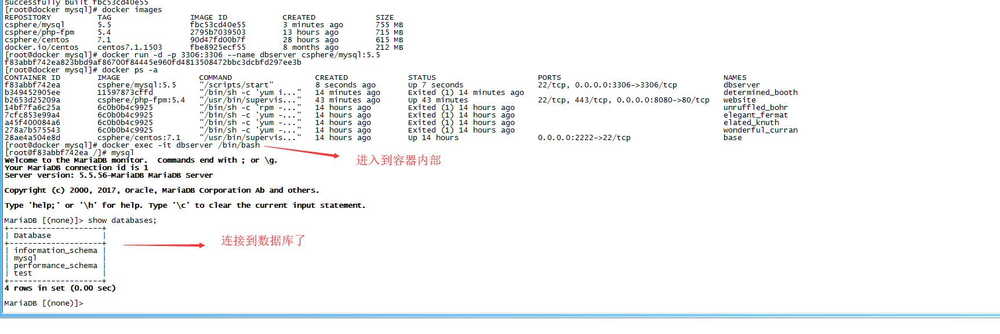 Successfully built fbc53cd40e55
[root@docker mysql]# docker images
REPOSITORY          TAG                 IMAGE ID            CREATED             SIZE
csphere/mysql       5.5                 fbc53cd40e55        3 minutes ago       755 MB
csphere/php-fpm     5.4                 2795b7039503        13 hours ago        715 MB
csphere/centos      7.1                 90d47fd00b7f        28 hours ago        615 MB
docker.io/centos    centos7.1.1503      fbe8925ecf55        8 months ago        212 MB
[root@docker mysql]# docker run -d -p 3306:3306 --name dbserver csphere/mysql:5.5
f83abbf742ea823bbd9af86700f84445e960fd4813508472bbc3dcbfd297ee3b
[root@docker mysql]# docker ps -a
CONTAINER ID        IMAGE                 COMMAND                  CREATED             STATUS                      PORTS                                   NAMES
f83abbf742ea        csphere/mysql:5.5     "/scripts/start"         8 seconds ago       Up 7 seconds                22/tcp, 0.0.0.0:3306->3306/tcp          dbserver
b349452905ee        11597873cffd          "/bin/sh -c 'yum i..."   14 minutes ago      Exited (1) 14 minutes ago                                           determined_booth
b2653d25209a        csphere/php-fpm:5.4   "/usr/bin/supervis..."   43 minutes ago      Up 43 minutes               22/tcp, 443/tcp, 0.0.0.0:8080->80/tcp   website
14bf7fa6c25a        6c0b0b4c9925          "/bin/sh -c 'rpm -..."   14 hours ago        Exited (1) 14 hours ago                                             unruffled_bohr
7cfc853e99a4        6c0b0b4c9925          "/bin/sh -c 'yum -..."   14 hours ago        Exited (1) 14 hours ago                                             elegant_fermat
a45f400084a6        6c0b0b4c9925          "/bin/sh -c 'yum -..."   14 hours ago        Exited (1) 14 hours ago                                             elated_knuth
278a7b575543        6c0b0b4c9925          "/bin/sh -c 'yum -..."   14 hours ago        Exited (1) 14 hours ago                                             wonderful_curran
28ae4a504e8d        csphere/centos:7.1    "/usr/bin/supervis..."   14 hours ago        Up 14 hours                 0.0.0.0:2222->22/tcp                    base
[root@docker mysql]# docker exec -it dbserver /bin/bash
[root@f83abbf742ea /]# mysql
进入到容器内部
Welcome to the MariaDB monitor.  Commands end with ; or \g.
Your MariaDB connection id is 1
Server version: 5.5.56-MariaDB MariaDB Server
Copyright (c) 2000, 2017, Oracle, MariaDB Corporation Ab and others.
Type 'help;' or '\h' for help. Type '\c' to clear the current input statement.
MariaDB [(none)]> show databases;
+--------------------+
| Database           |
连接到数据库了
+--------------------+
| information_schema |
| mysql              |
| performance_schema |
| test               |
+--------------------+
4 rows in set (0.00 sec)
MariaDB [(none)]>